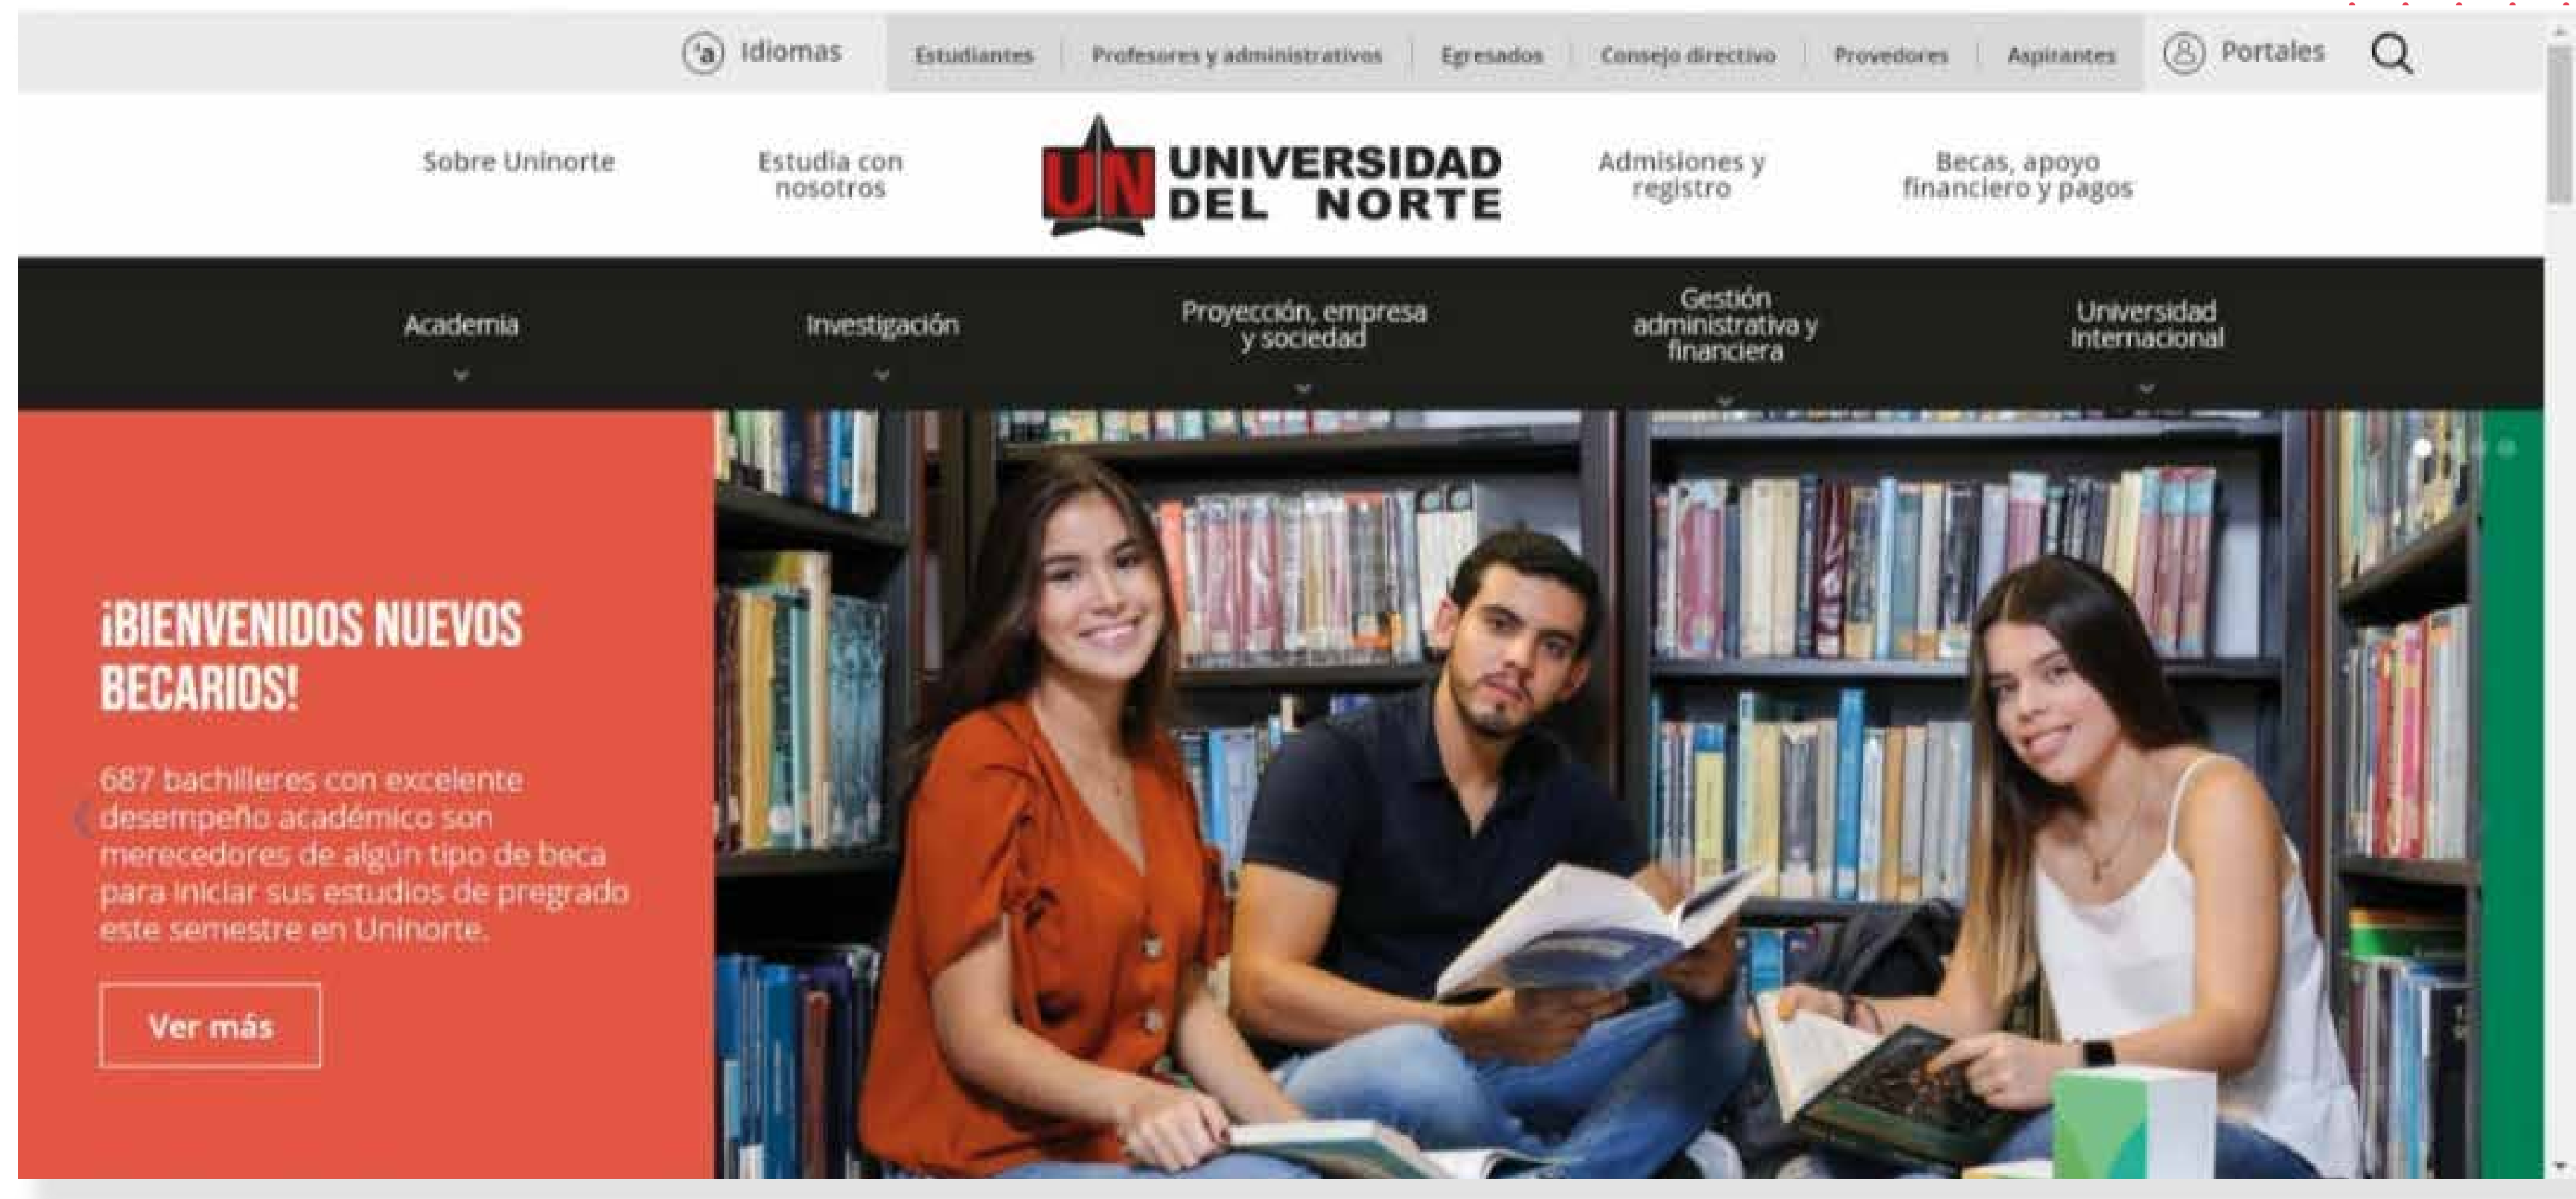 Idiomas
Estudiantes
Profesores y administrativos
Egresados
Consejo directivo
Provedores
Aspirantes
Portales
Sobre Uninorte
Estudia con
nosotros
UN
UNIVERSIDAD
DEL NORTE
Admisiones y
registro
Becas, apoyo
financiero y pagos
Academia
Investigación
Proyección, empresa
y sociedad
Gestión
administrativa y
financiera
Universidad
Internacional
¡BIENVENIDOS NUEVOS
BECARIOS!
687 bachilleres con excelente
desempeño académico son
merecedores de algún tipo de beca
para iniciar sus estudios de pregrado
este semestre en Uninorte.
Ver más